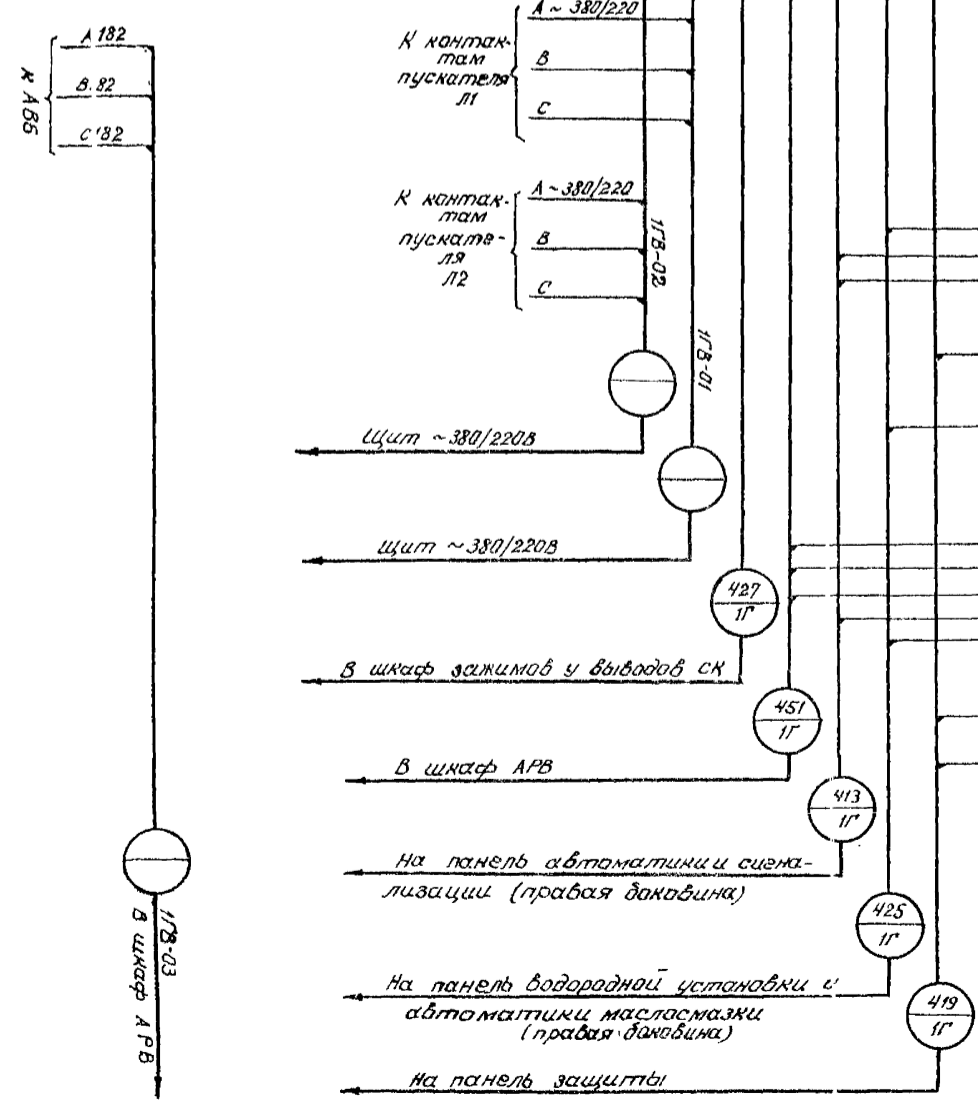 А 182
В.82
С'82
к АВБ
К контак-
там
пускателя
Л1
А ~ 380/220
В
С
К контак-
там
пускате-
ля
Л2
А ~ 380/220
В
С
1ГВ-02
1ГВ-01
Щит ~380/220В
Щит ~380/220В
427
1Г
В шкаф зажимов у выводов СК
451
1Г
В шкаф АРВ
413
1Г
На панель автоматики и сигна-
лизации (правая боковина)
425
1Г
На панель водородной установки и
автоматики маслосмазки
(правая боковина)
419
1Г
На панель защиты
1ГВ-03
В шкаф АРВ